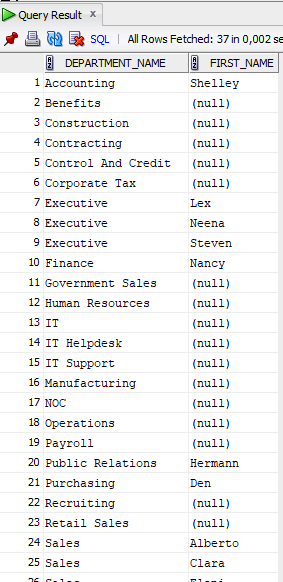 Query Result x
SQL | All Rows Fetched: 37 in 0,002 se
DEPARTMENT_NAME FIRST_NAME
1 Accounting Shelley
2 Benefits (null)
3 Construction (null)
4 Contracting (null)
5 Control And Credit (null)
6 Corporate Tax (null)
7 Executive Lex
8 Executive Neena
9 Executive Steven
10 Finance Nancy
11 Government Sales (null)
12 Human Resources (null)
13 IT (null)
14 IT Helpdesk (null)
15 IT Support (null)
16 Manufacturing (null)
17 NOC (null)
18 Operations (null)
19 Payroll (null)
20 Public Relations Hermann
21 Purchasing Den
22 Recruiting (null)
23 Retail Sales (null)
24 Sales Alberto
25 Sales Clara